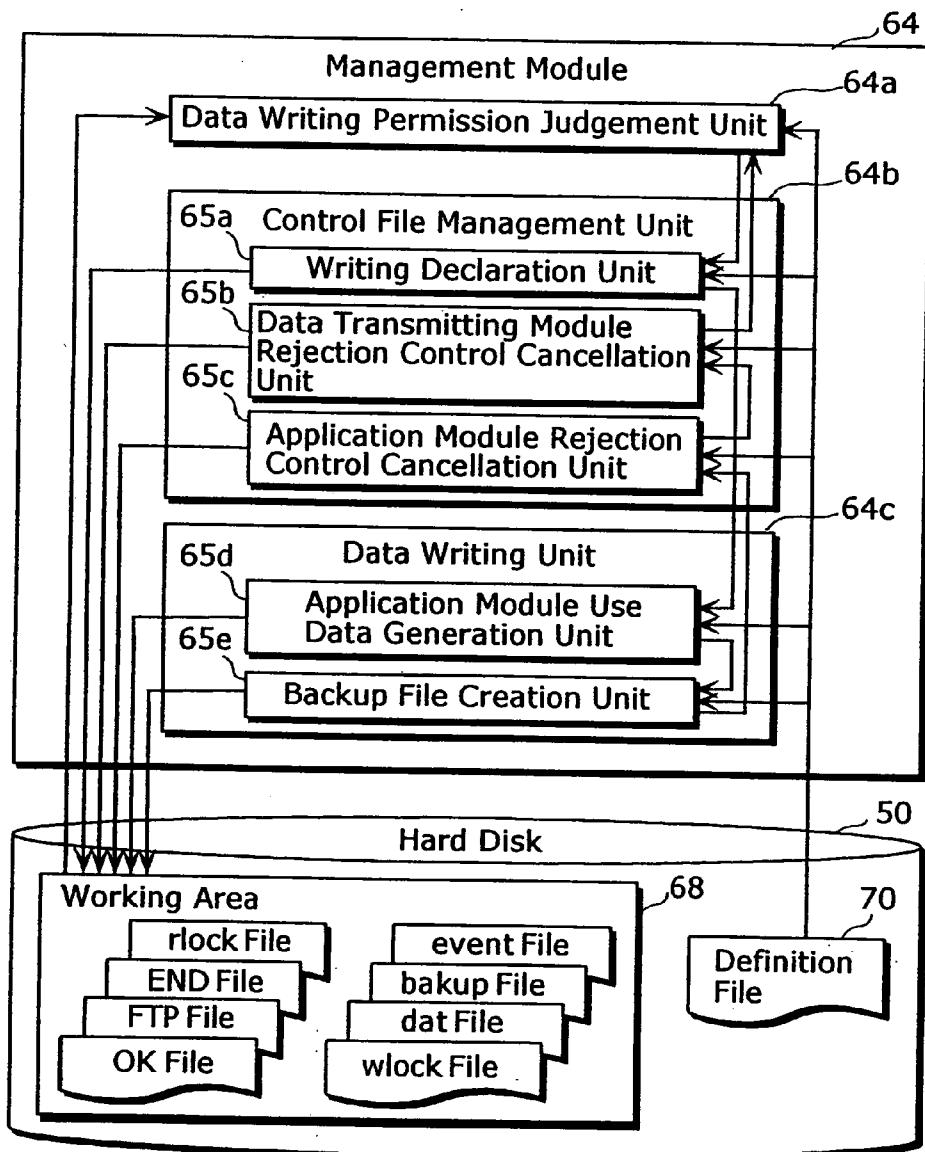 64
Management Module
64a
Data Writing Permission Judgement Unit
64b
65a
Control File Management Unit
Writing Declaration Unit
65b
Data Transmitting Module
Rejection Control Cancellation
Unit
65c
Application Module Rejection
Control Cancellation Unit
64c
65d
Data Writing Unit
Application Module Use
Data Generation Unit
65e
Backup File Creation Unit
50
Hard Disk
68
Working Area
70
rlock File
event File
END File
bakup File
Definition
File
FTP File
dat File
OK File
wlock File